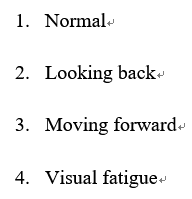 1. Normal
2. Looking back
3. Moving forward
4. Visual fatigue